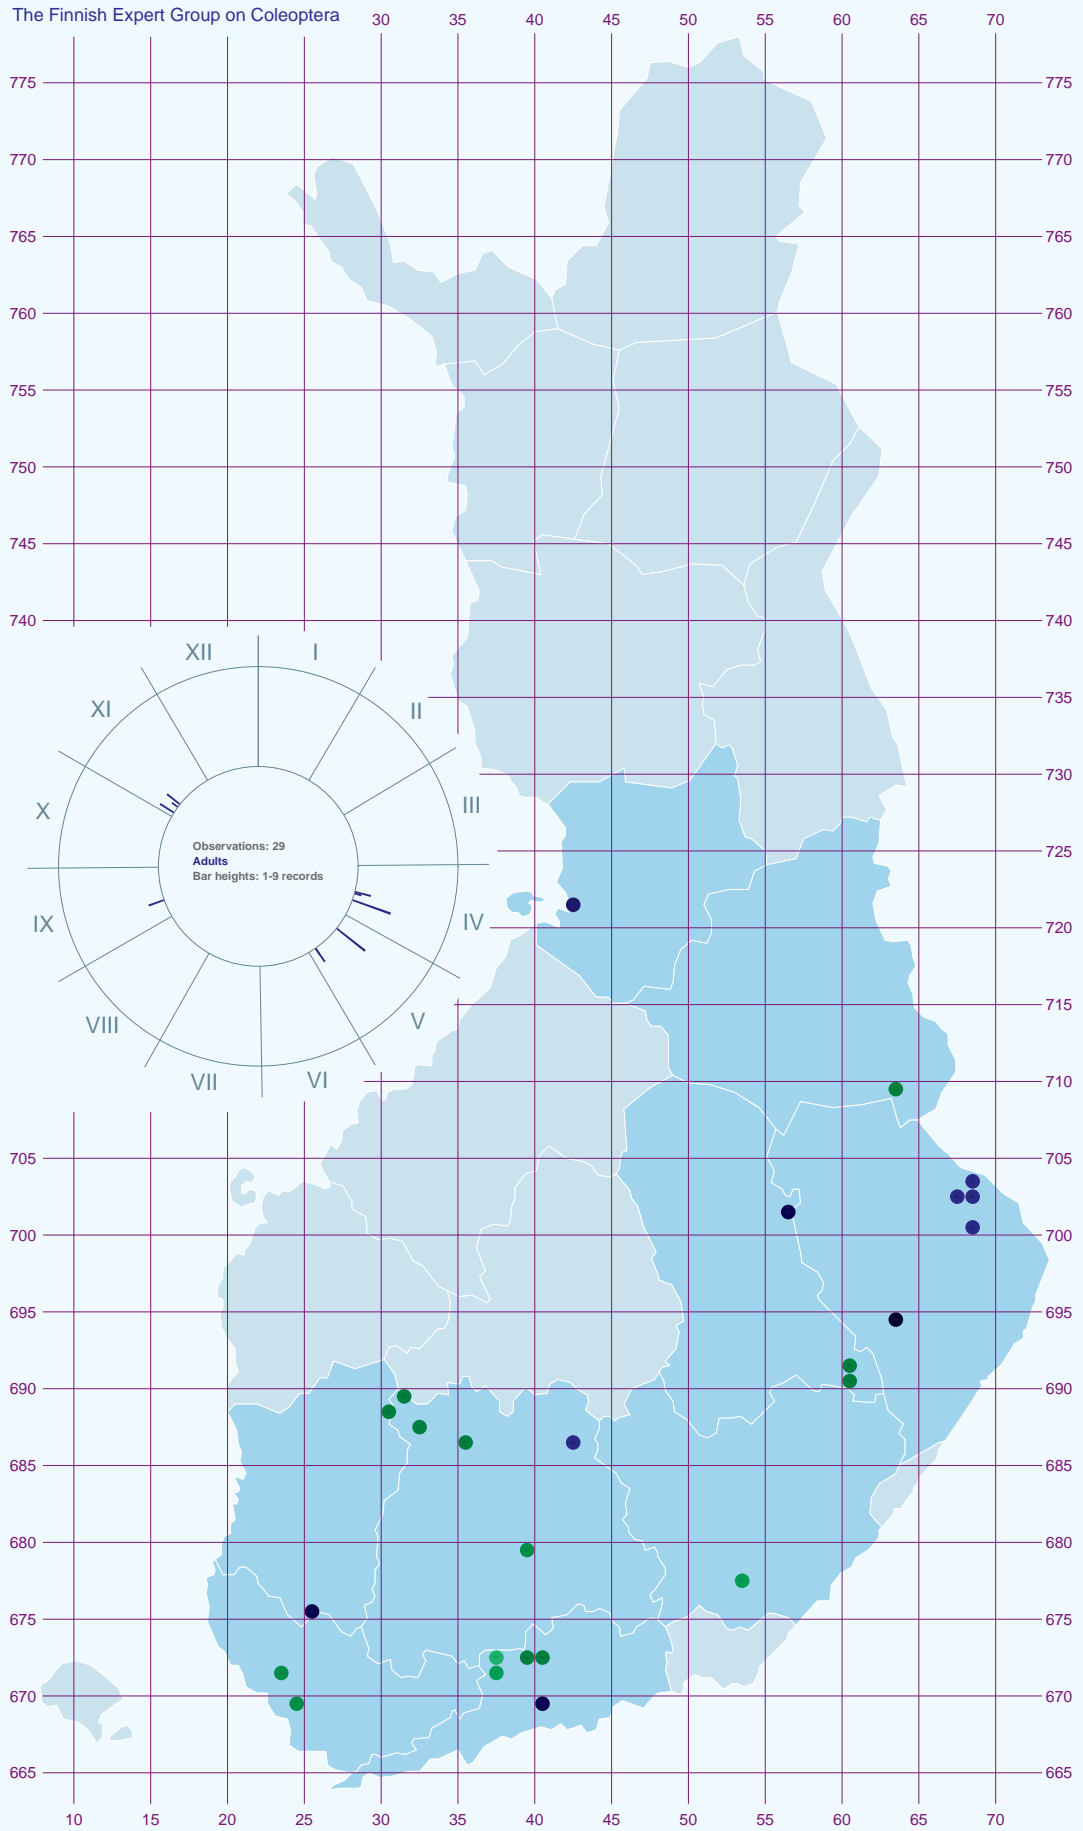 The Finnish Expert Group on Coleoptera
30 35 40 45 50 55 60 65 70
775 775
770 770
765 765
760 760
755 755
750 750
745 745
740 740
XII I
XI II
735
730
X III
725
Observations: 29
Adults
Bar heights: 1-9 records
IX IV
720
VIII V
715
VII VI
710
705 705
700 700
695 695
690 690
685 685
680 680
675 675
670 670
665 665
10 15 20 25 30 35 40 45 50 55 60 65 70